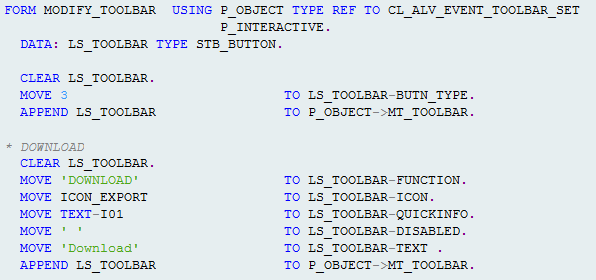 FORM MODIFY_TOOLBAR  USING P_OBJECT TYPE REF TO CL_ALV_EVENT_TOOLBAR_SET
                           P_INTERACTIVE.
  DATA: LS_TOOLBAR TYPE STB_BUTTON.
  CLEAR LS_TOOLBAR.
  MOVE 3                           TO LS_TOOLBAR-BUTN_TYPE.
  APPEND LS_TOOLBAR                TO P_OBJECT->MT_TOOLBAR.
* DOWNLOAD
  CLEAR LS_TOOLBAR.
  MOVE 'DOWNLOAD'                  TO LS_TOOLBAR-FUNCTION.
  MOVE ICON_EXPORT                 TO LS_TOOLBAR-ICON.
  MOVE TEXT-I01                    TO LS_TOOLBAR-QUICKINFO.
  MOVE ' '                         TO LS_TOOLBAR-DISABLED.
  MOVE 'Download'                  TO LS_TOOLBAR-TEXT .
  APPEND LS_TOOLBAR                TO P_OBJECT->MT_TOOLBAR.